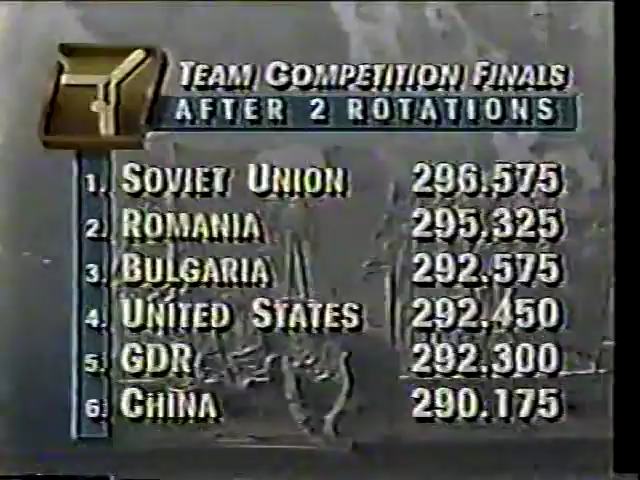 TEAM COMPETITION FINALS
AFTER 2 ROTATIONS
1. SOVIET UNION 296.575
2. ROMANIA 295.325
3. BULGARIA 292.575
4. UNITED STATES 292.450
5. GDR 292.300
6. CHINA 290.175